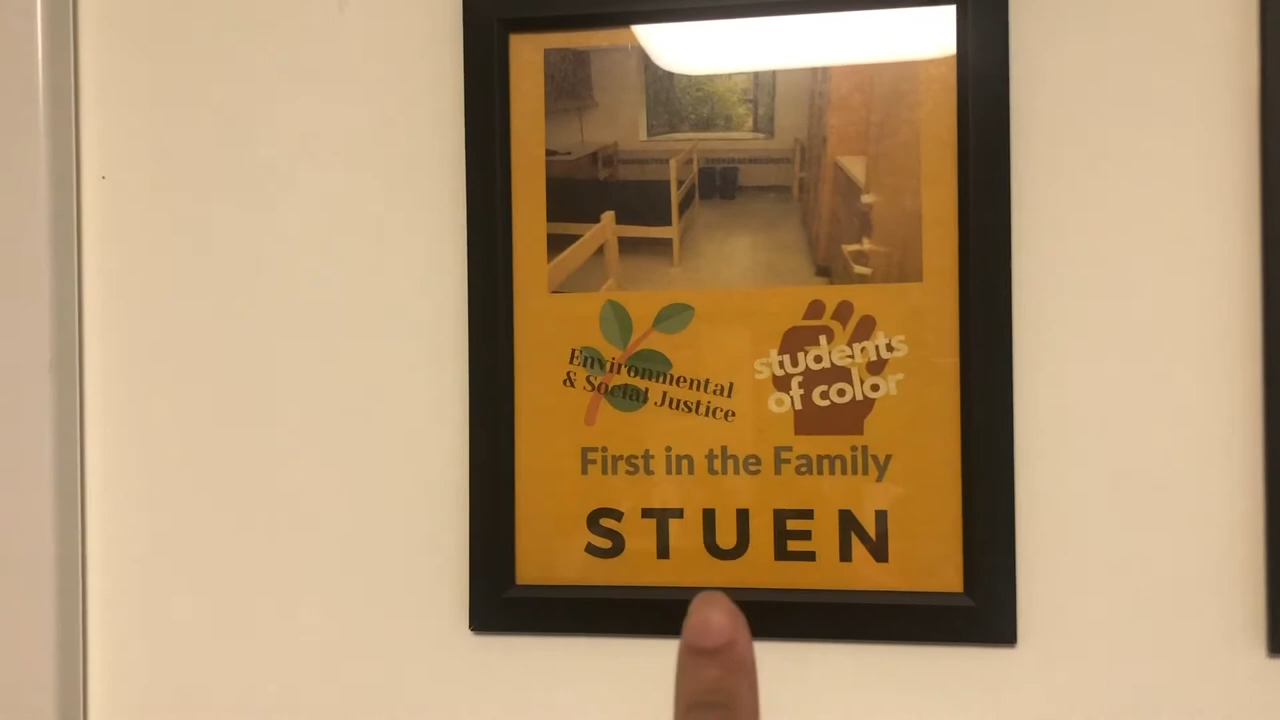 Environmental
& Social Justice
students
of color
First in the Family
STUEN